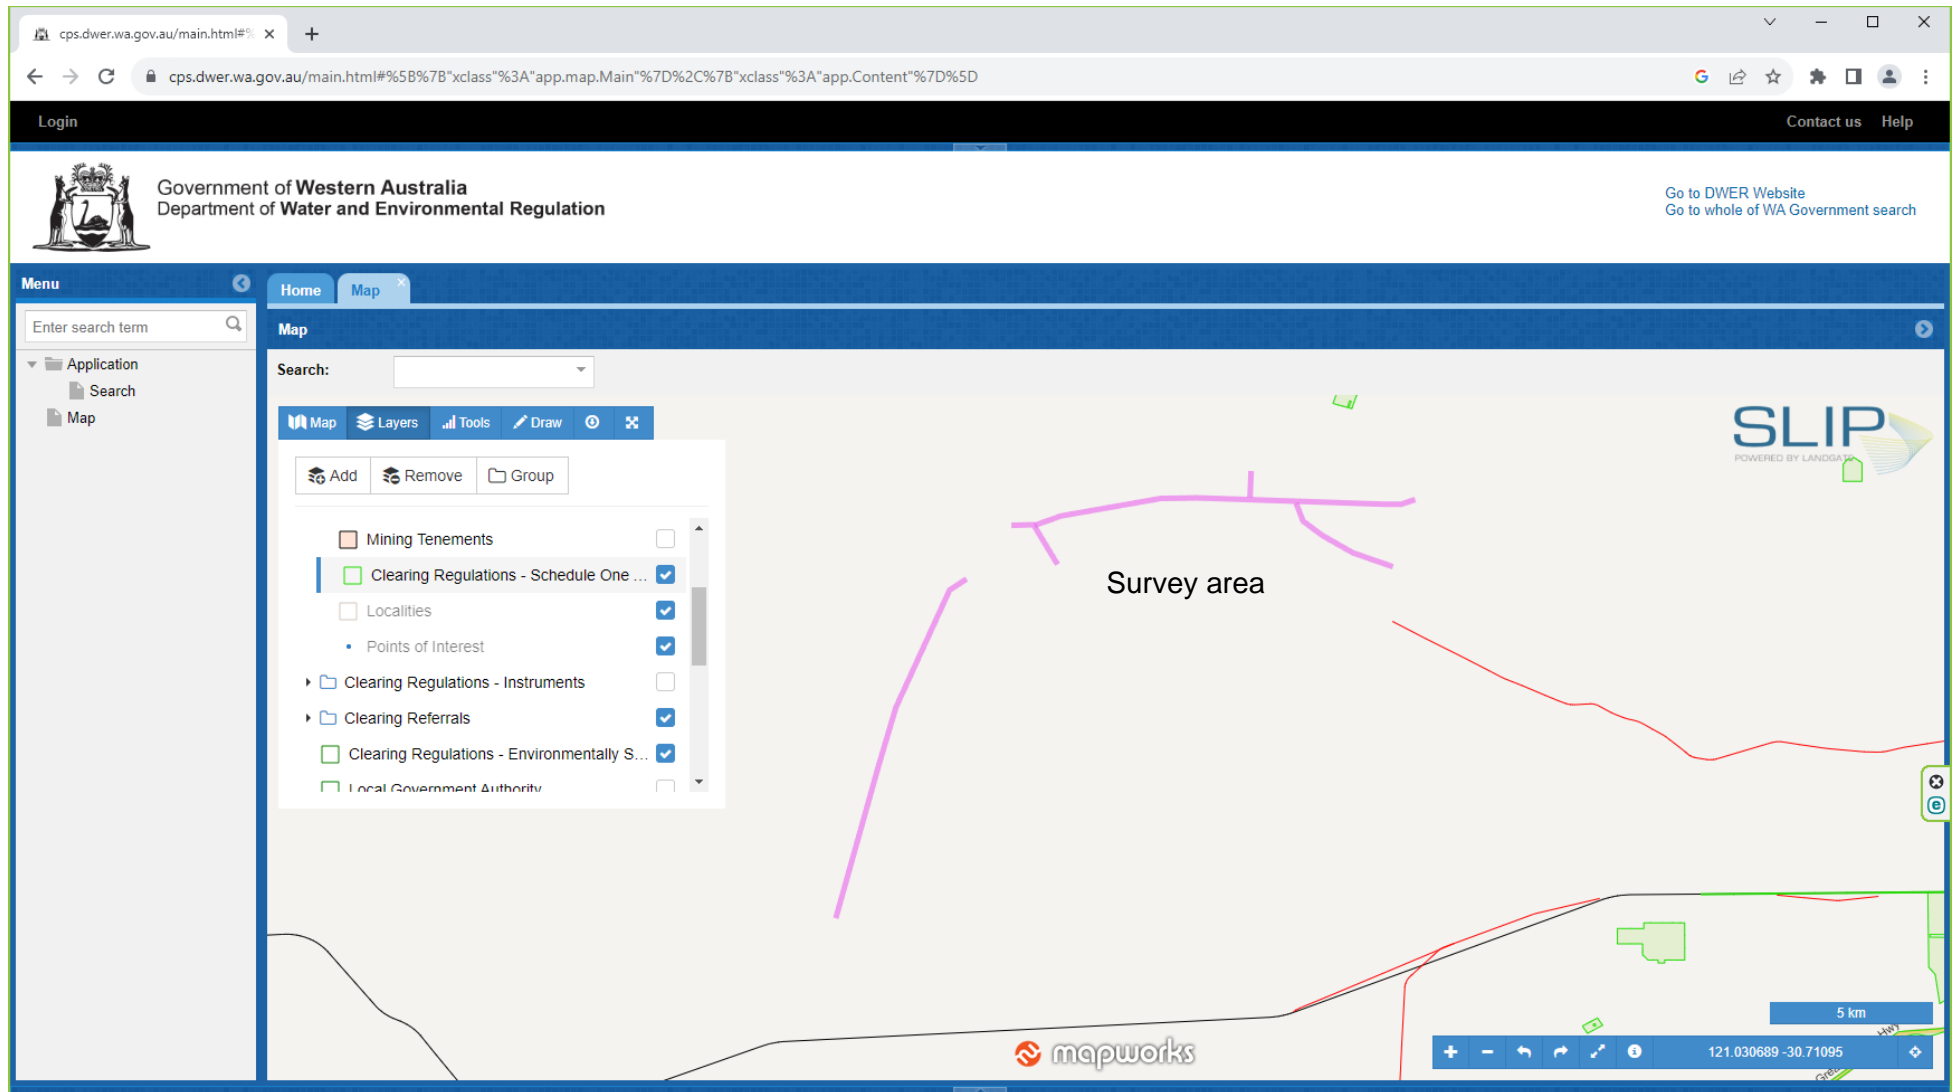 cps.dwer.wa.gov.au/main.html#%
cps.dwer.wa.gov.au/main.html#%5B%7B"xclass"%3A"app.map.Main"%7D%2C%7B"xclass"%3A"app.Content"%7D%5D
Login
Contact us Help
Government of Western Australia
Department of Water and Environmental Regulation
Go to DWER Website
Go to whole of WA Government search
Menu
Home Map
Enter search term
Map
Application
Search
Map
Search:
Map Layers Tools Draw
SLIP
POWERED BY LANDGATE
Add Remove Group
Mining Tenements
Clearing Regulations - Schedule One ...
Localities
Points of Interest
Clearing Regulations - Instruments
Clearing Referrals
Clearing Regulations - Environmentally S...
Local Government Authority
Survey area
5 km
Hwy
mapworks
121.030689 -30.71095
Great